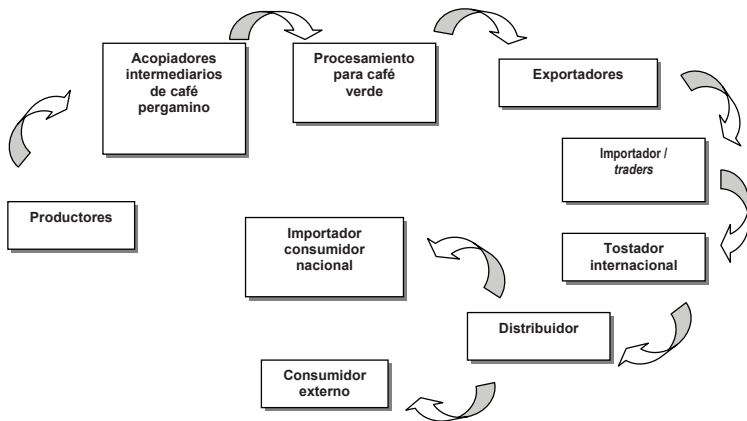 Acopiadores
intermediarios
de café
pergamino
Procesamiento
para café
verde
Exportadores
Importador /
traders
Productores
Importador
consumidor
nacional
Tostador
internacional
Distribuidor
Consumidor
externo